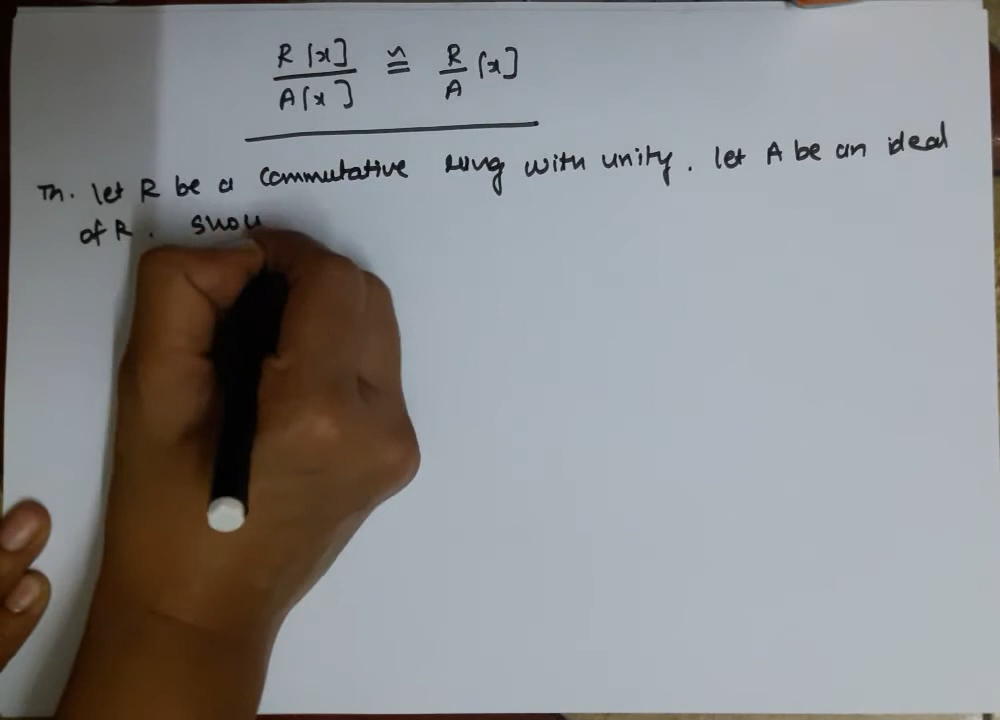 R[x] / A[x] ≅ R/A [x]
Th. let R be a commutative ring with unity. let A be an ideal
of R. show